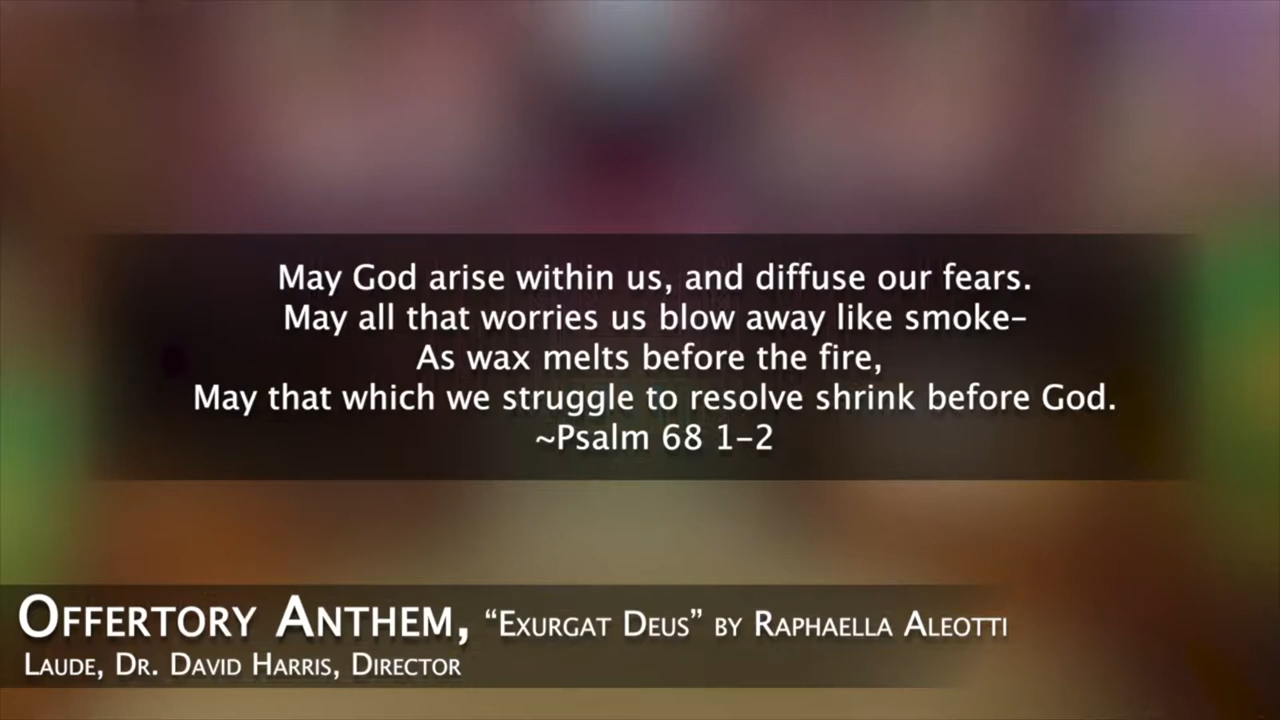 May God arise within us, and diffuse our fears.
May all that worries us blow away like smoke–
As wax melts before the fire,
May that which we struggle to resolve shrink before God.
~Psalm 68 1–2
Offertory Anthem, “Exurgat Deus” by Raphaella Aleotti
Laude, Dr. David Harris, Director